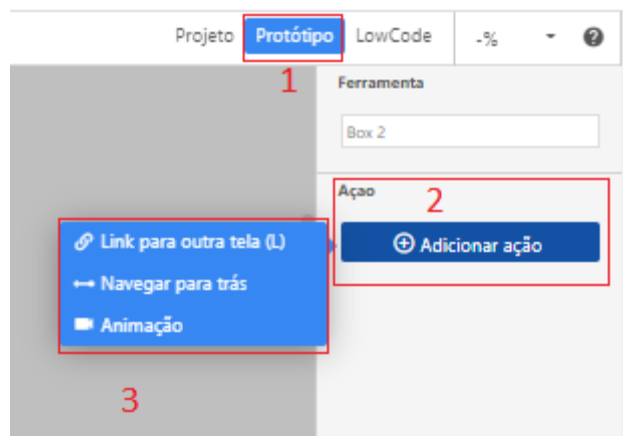 Projeto Protótipo LowCode -%
1
Ferramenta
Box 2
Açao
2
Adicionar ação
Link para outra tela (L)
Navegar para trás
Animação
3